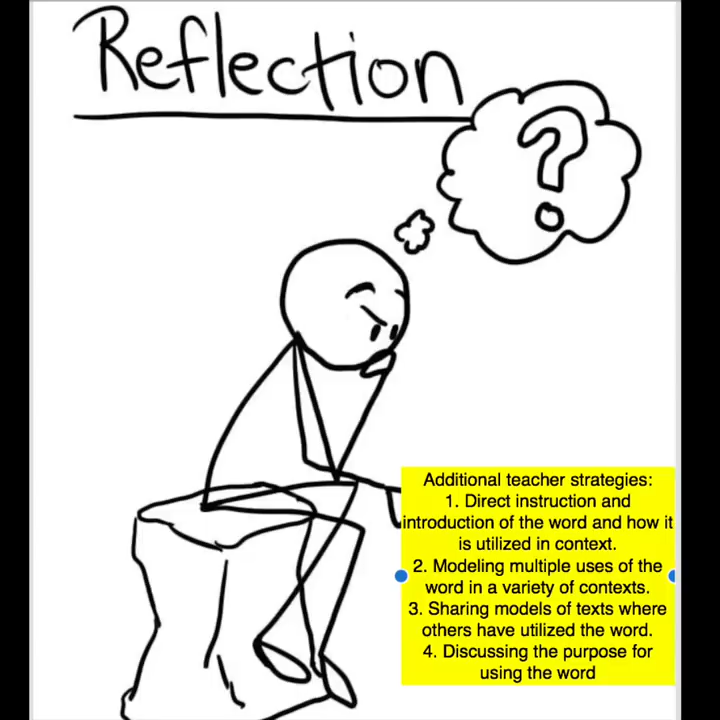 Reflection
?
Additional teacher strategies:
1. Direct instruction and
introduction of the word and how it
is utilized in context.
2. Modeling multiple uses of the
word in a variety of contexts.
3. Sharing models of texts where
others have utilized the word.
4. Discussing the purpose for
using the word